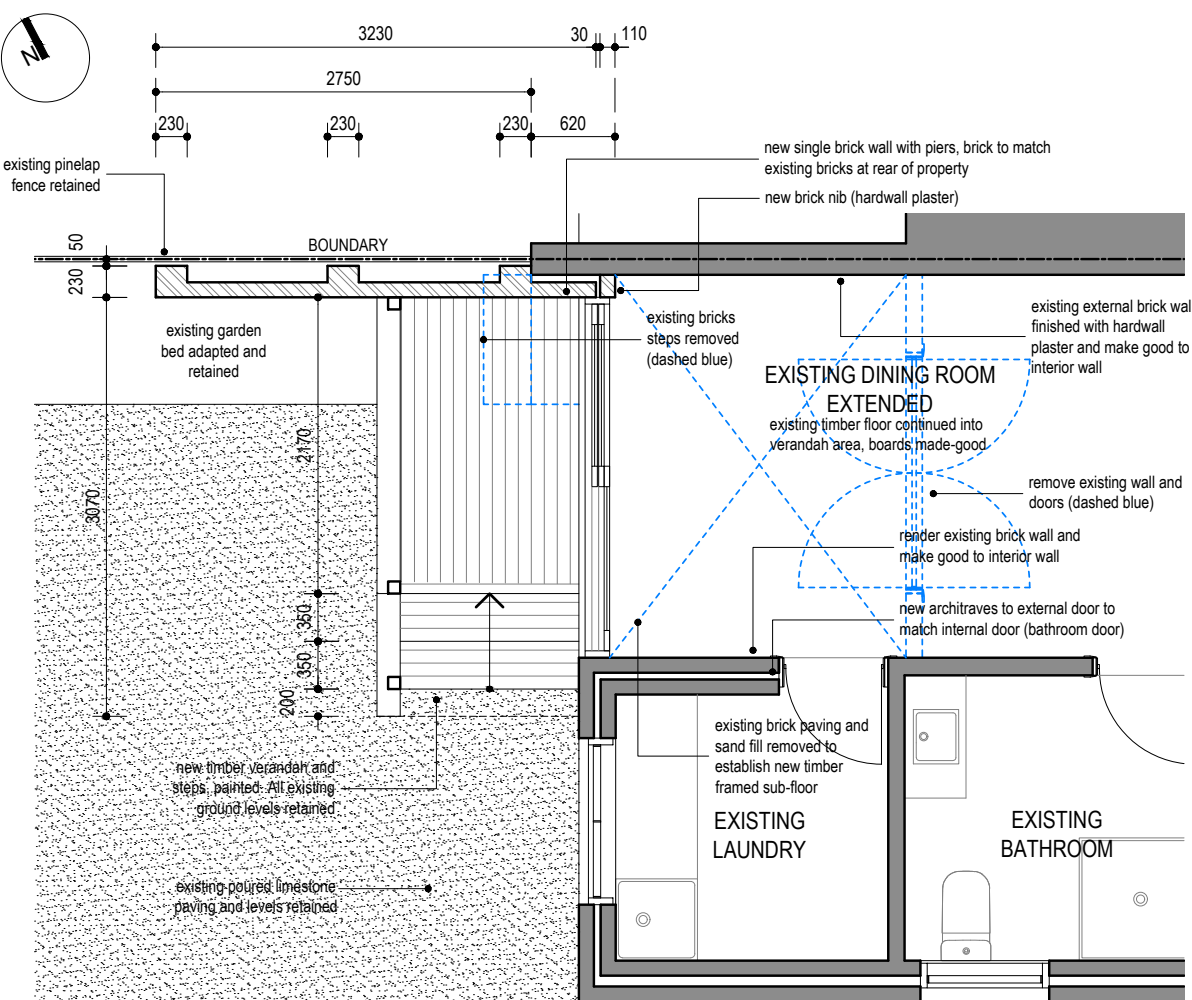 N
3230
30
110
2750
230
230
230
620
existing pinelap
fence retained
new single brick wall with piers, brick to match
existing bricks at rear of property
new brick nib (hardwall plaster)
50
230
BOUNDARY
existing garden
bed adapted and
retained
existing bricks
steps removed
(dashed blue)
existing external brick wal
finished with hardwall
plaster and make good to
interior wall
EXISTING DINING ROOM
EXTENDED
existing timber floor continued into
verandah area, boards made-good
2170
3070
remove existing wall and
doors (dashed blue)
render existing brick wall and
make good to interior wall
350
350
200
new architraves to external door to
match internal door (bathroom door)
existing brick paving and
sand fill removed to
establish new timber
framed sub-floor
new timber verandah and
steps, painted. All existing
ground levels retained
EXISTING
LAUNDRY
EXISTING
BATHROOM
existing poured limestone
paving and levels retained